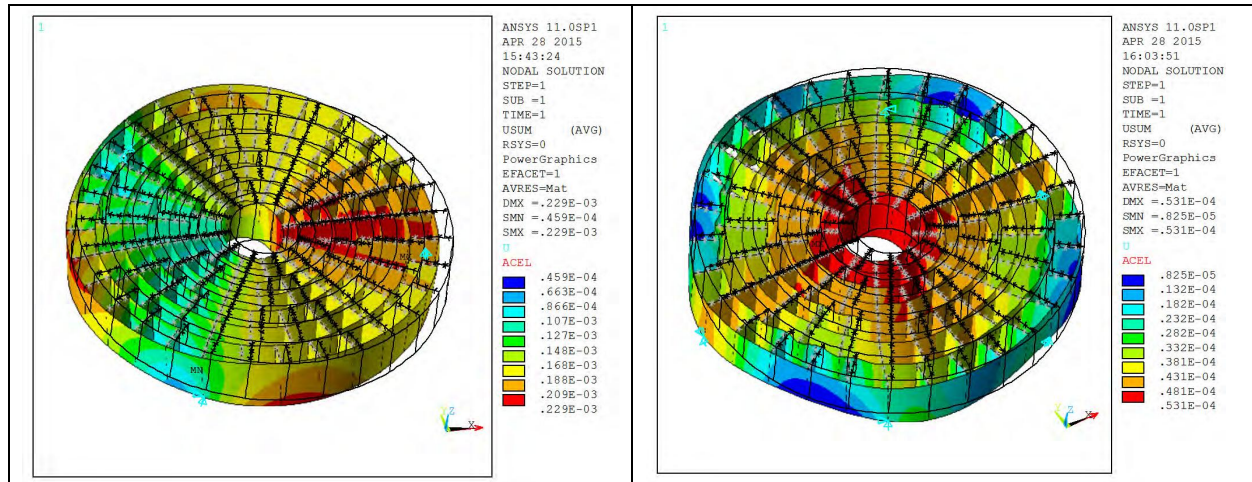 1
ANSYS 11.0SP1
APR 28 2015
15:43:24
NODAL SOLUTION
STEP=1
SUB =1
TIME=1
USUM (AVG)
RSYS=0
PowerGraphics
EFACET=1
AVRES=Mat
DMX =.229E-03
SMN =.459E-04
SMX =.229E-03
U
ACEL
.459E-04
.663E-04
.866E-04
.107E-03
.127E-03
.148E-03
.168E-03
.188E-03
.209E-03
.229E-03
MN
X
Y
Z
1
ANSYS 11.0SP1
APR 28 2015
16:03:51
NODAL SOLUTION
STEP=1
SUB =1
TIME=1
USUM (AVG)
RSYS=0
PowerGraphics
EFACET=1
AVRES=Mat
DMX =.531E-04
SMN =.825E-05
SMX =.531E-04
U
ACEL
.825E-05
.132E-04
.182E-04
.232E-04
.282E-04
.332E-04
.381E-04
.431E-04
.481E-04
.531E-04
X
Y
Z